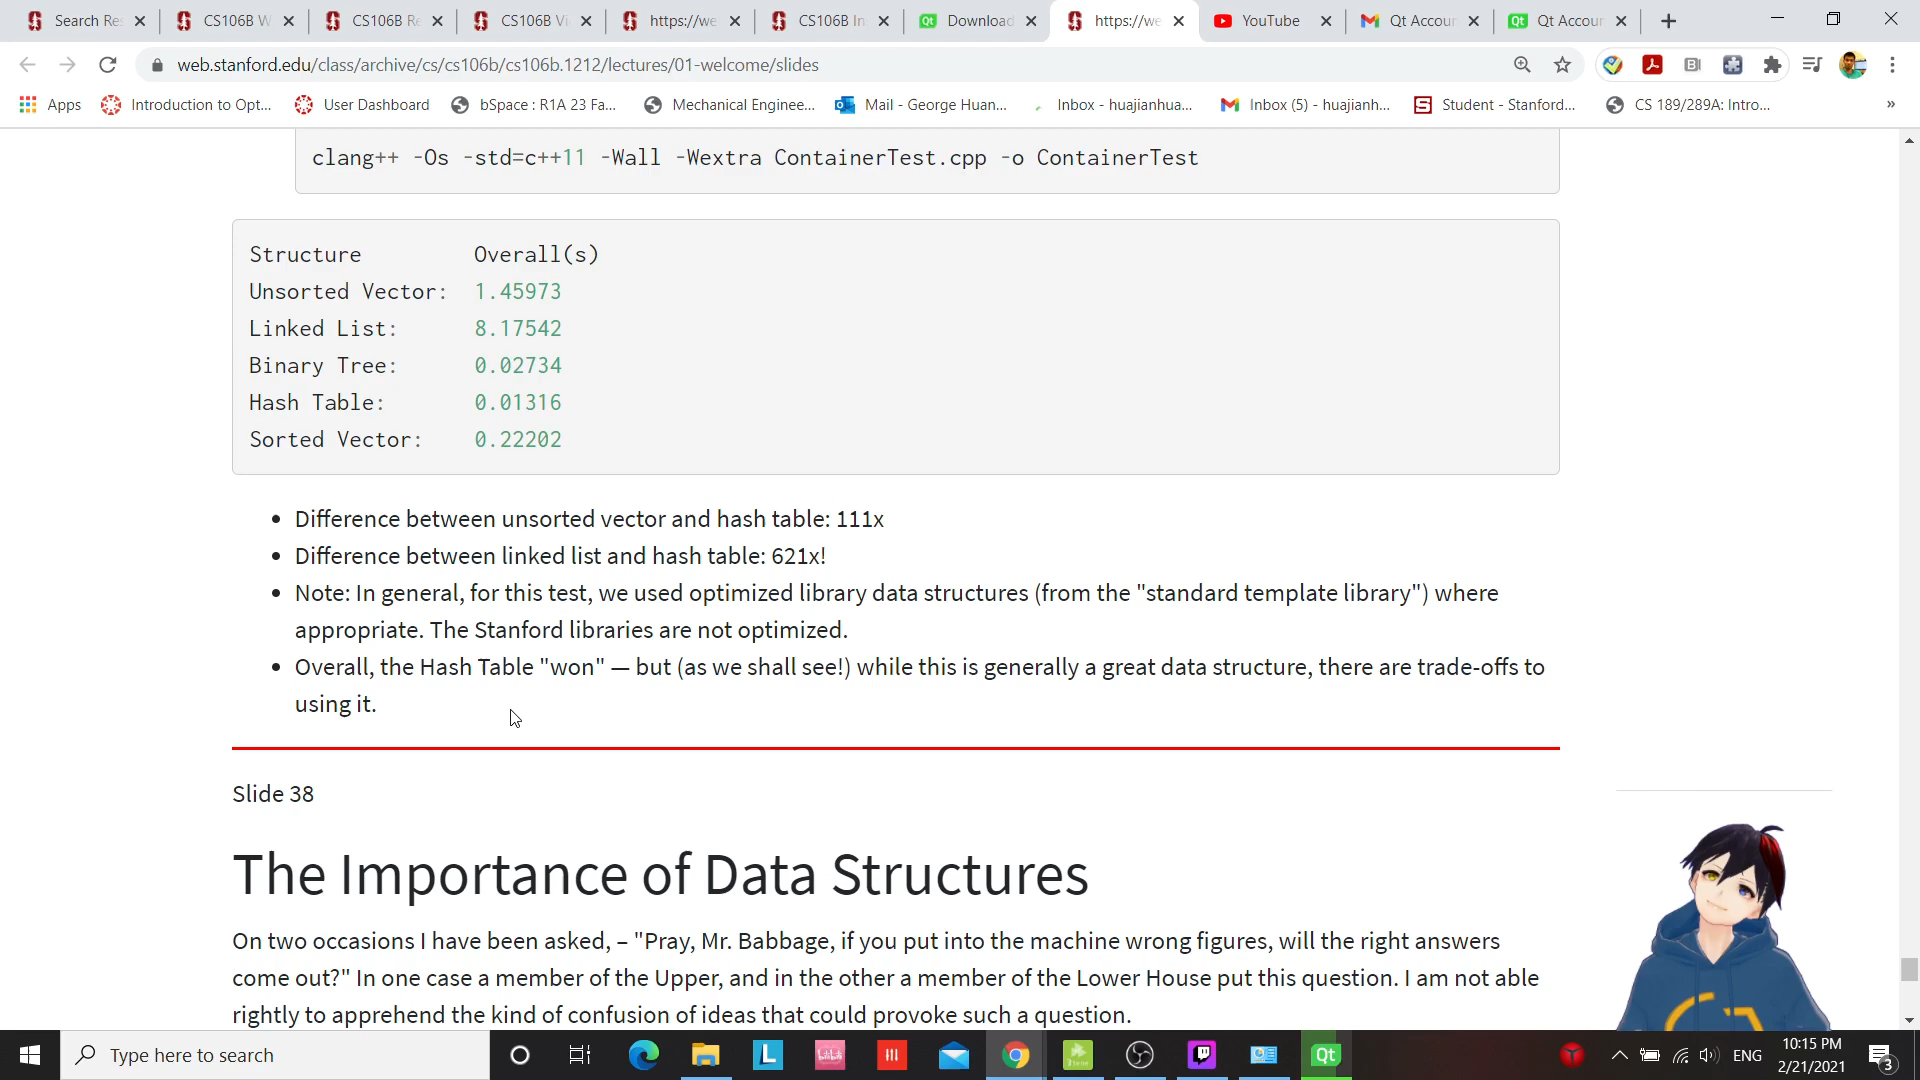 Search Res
CS106B W
CS106B Re
CS106B Vi
https://we
CS106B In
Download
https://we
YouTube
Qt Accoun
Qt Accoun
web.stanford.edu/class/archive/cs/cs106b/cs106b.1212/lectures/01-welcome/slides
Apps
Introduction to Opt...
User Dashboard
bSpace : R1A 23 Fa...
Mechanical Enginee...
Mail - George Huan...
Inbox - huajianhua...
Inbox (5) - huajianh...
Student - Stanford...
CS 189/289A: Intro...
»
clang++ -Os -std=c++11 -Wall -Wextra ContainerTest.cpp -o ContainerTest
Structure Overall(s)
Unsorted Vector: 1.45973
Linked List: 8.17542
Binary Tree: 0.02734
Hash Table: 0.01316
Sorted Vector: 0.22202
• Difference between unsorted vector and hash table: 111x
• Difference between linked list and hash table: 621x!
• Note: In general, for this test, we used optimized library data structures (from the "standard template library") where
appropriate. The Stanford libraries are not optimized.
• Overall, the Hash Table "won" — but (as we shall see!) while this is generally a great data structure, there are trade-offs to
using it.
Slide 38
The Importance of Data Structures
On two occasions I have been asked, – "Pray, Mr. Babbage, if you put into the machine wrong figures, will the right answers
come out?" In one case a member of the Upper, and in the other a member of the Lower House put this question. I am not able
rightly to apprehend the kind of confusion of ideas that could provoke such a question.
Type here to search
L
Qt
ENG
10:15 PM
2/21/2021
3